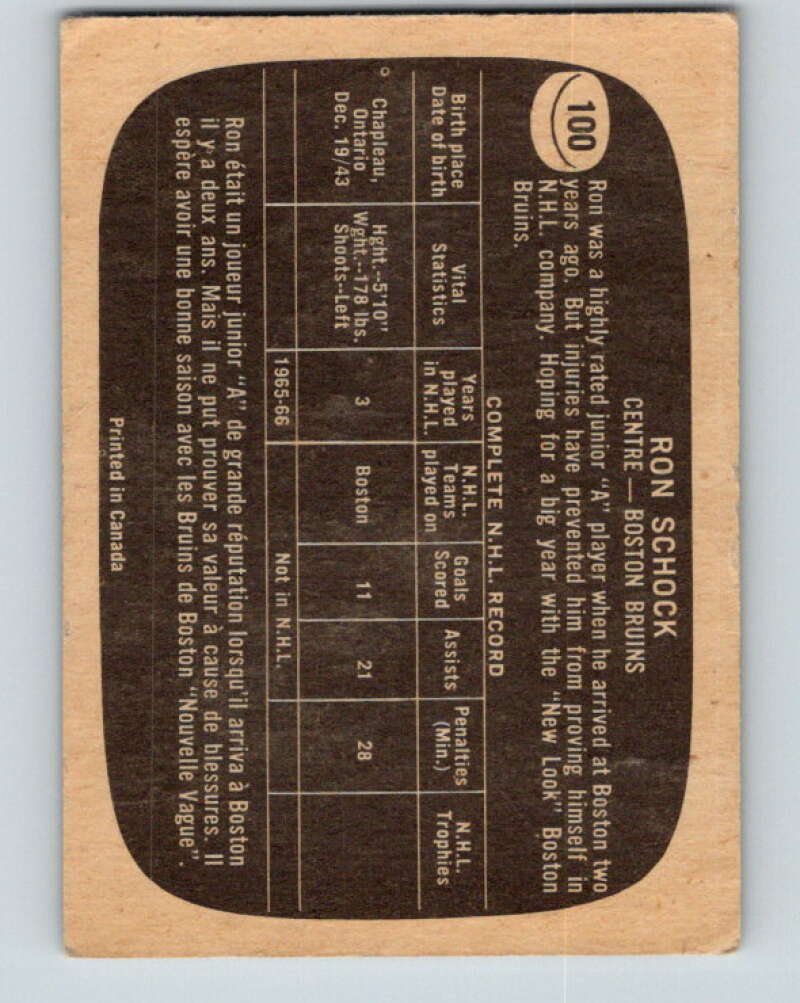 100
RON SCHOCK
CENTRE — BOSTON BRUINS
Ron was a highly rated junior "A" player when he arrived at Boston two
years ago. But injuries have prevented him from proving himself in
N.H.L. company. Hoping for a big year with the "New Look" Boston
Bruins.
COMPLETE N.H.L. RECORD
Birth place Vital Years N.H.L. Goals Assists Penalties N.H.L.
Date of birth Statistics played Teams Scored (Min.) Trophies
in N.H.L. played on
Chapleau, Hght.--5'10" 3 Boston 11 21 28
Ontario Wght.--178 lbs.
Dec. 19/43 Shoots--Left
1965-66 Not in N.H.L.
Ron était un joueur junior "A" de grande réputation lorsqu'il arriva à Boston
il y'a deux ans. Mais il ne put prouver sa valeur à cause de blessures. Il
espère avoir une bonne saison avec les Bruins de Boston "Nouvelle Vague".
Printed in Canada